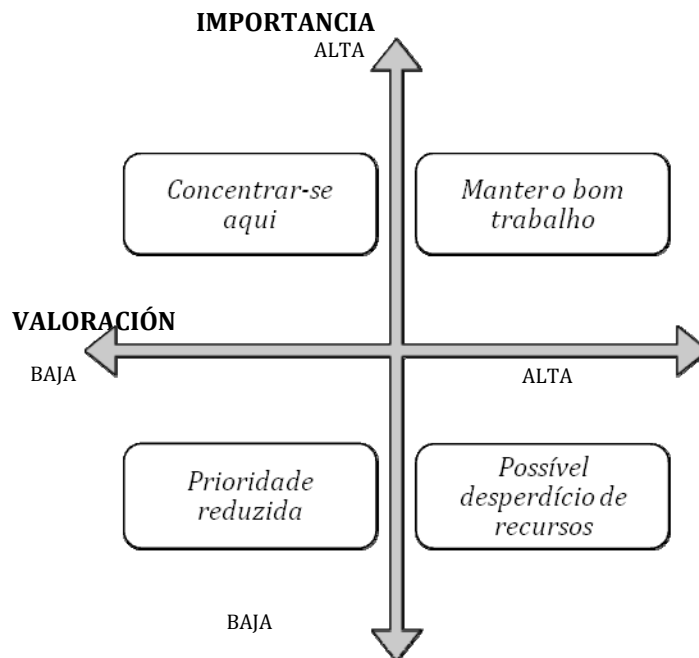 IMPORTANCIA
ALTA
Concentrar-se
aqui
Manter o bom
trabalho
VALORACIÓN
BAJA
ALTA
Prioridade
reduzida
Possível
desperdício de
recursos
BAJA